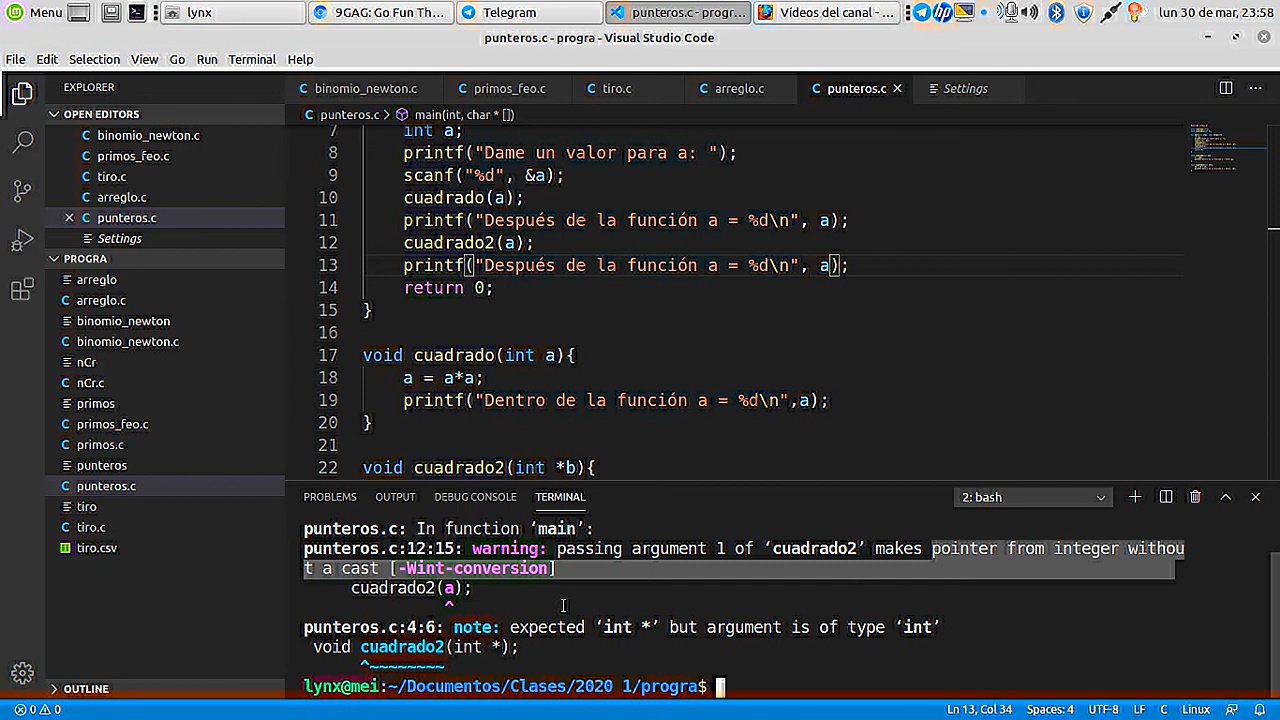 Menu
lynx
9GAG: Go Fun Th...
Telegram
punteros.c - progr...
Vídeos del canal - ...
lun 30 de mar, 23:58
punteros.c - progra - Visual Studio Code
File Edit Selection View Go Run Terminal Help
EXPLORER
OPEN EDITORS
C binomio_newton.c
C primos_feo.c
C tiro.c
C arreglo.c
C punteros.c
Settings
PROGRA
arreglo
C arreglo.c
binomio_newton
C binomio_newton.c
nCr
C nCr.c
primos
C primos_feo.c
C primos.c
punteros
C punteros.c
tiro
C tiro.c
tiro.csv
OUTLINE
C binomio_newton.c C primos_feo.c C tiro.c C arreglo.c C punteros.c Settings
C punteros.c > main(int, char * [])
7 int a;
8 printf("Dame un valor para a: ");
9 scanf("%d", &a);
10 cuadrado(a);
11 printf("Después de la función a = %d\n", a);
12 cuadrado2(a);
13 printf("Después de la función a = %d\n", a);
14 return 0;
15 }
16
17 void cuadrado(int a){
18 a = a*a;
19 printf("Dentro de la función a = %d\n",a);
20 }
21
22 void cuadrado2(int *b){
PROBLEMS OUTPUT DEBUG CONSOLE TERMINAL
2: bash
punteros.c: In function ‘main’:
punteros.c:12:15: warning: passing argument 1 of ‘cuadrado2’ makes pointer from integer withou
t a cast [-Wint-conversion]
cuadrado2(a);
^
punteros.c:4:6: note: expected ‘int *’ but argument is of type ‘int’
void cuadrado2(int *);
^~~~~~~~~
lynx@mei:~/Documentos/Clases/2020 1/progra$
0 0
Ln 13, Col 34 Spaces: 4 UTF-8 LF C Linux